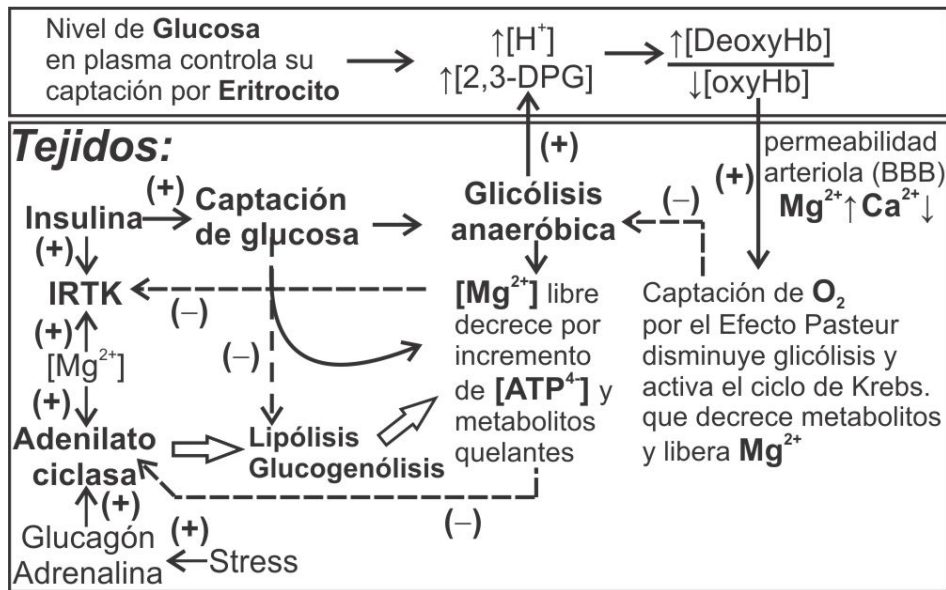 Nivel de Glucosa
en plasma controla su
captación por Eritrocito
↑[H⁺]
↑[2,3-DPG]
↑[DeoxyHb]
↓[oxyHb]
Tejidos:
(+)
permeabilidad
arteriola (BBB)
Mg²⁺↑Ca²⁺↓
(+)
(+)
Insulina
Captación
de glucosa
Glicólisis
anaeróbica
(−)
(+)
IRTK
(−)
(+)
[Mg²⁺]
(+)
(−)
[Mg²⁺] libre
decrece por
incremento
de [ATP⁴⁻] y
metabolitos
quelantes
Captación de O₂
por el Efecto Pasteur
disminuye glicólisis y
activa el ciclo de Krebs.
que decrece metabolitos
y libera Mg²⁺
Adenilato
ciclasa
Lipólisis
Glucogenólisis
(−)
(+)
Glucagón
Adrenalina
(+)
Stress